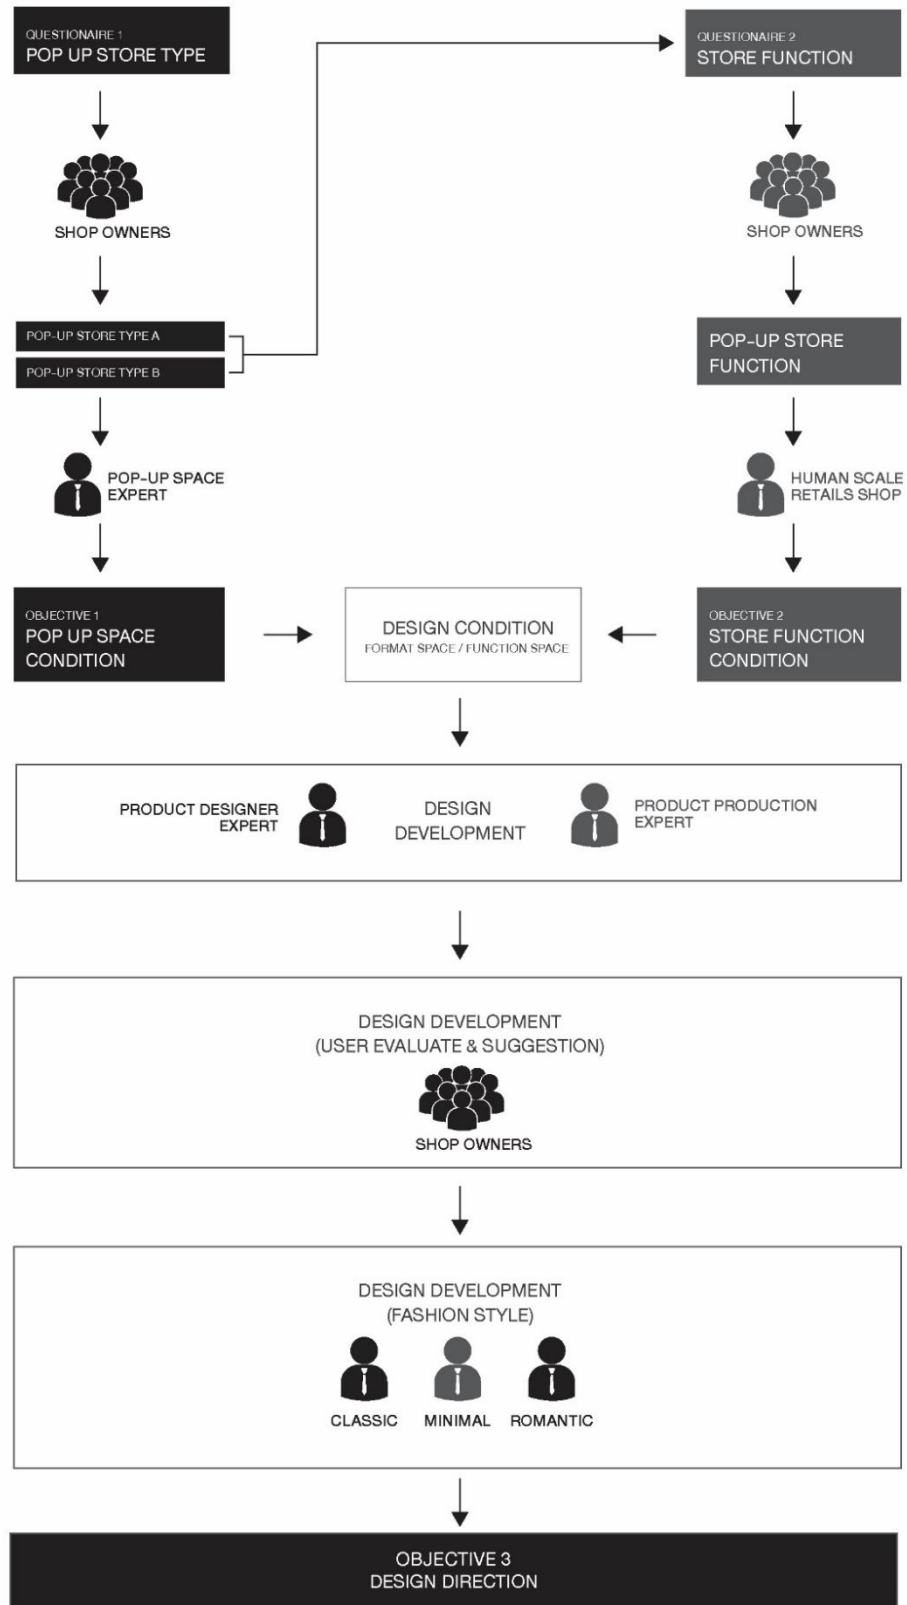 QUESTIONAIRE 1
POP UP STORE TYPE
SHOP OWNERS
POP-UP STORE TYPE A
POP-UP STORE TYPE B
POP-UP SPACE
EXPERT
OBJECTIVE 1
POP UP SPACE
CONDITION
QUESTIONAIRE 2
STORE FUNCTION
SHOP OWNERS
POP-UP STORE
FUNCTION
HUMAN SCALE
RETAILS SHOP
OBJECTIVE 2
STORE FUNCTION
CONDITION
DESIGN CONDITION
FORMAT SPACE / FUNCTION SPACE
PRODUCT DESIGNER
EXPERT
DESIGN
DEVELOPMENT
PRODUCT PRODUCTION
EXPERT
DESIGN DEVELOPMENT
(USER EVALUATE & SUGGESTION)
SHOP OWNERS
DESIGN DEVELOPMENT
(FASHION STYLE)
CLASSIC
MINIMAL
ROMANTIC
OBJECTIVE 3
DESIGN DIRECTION